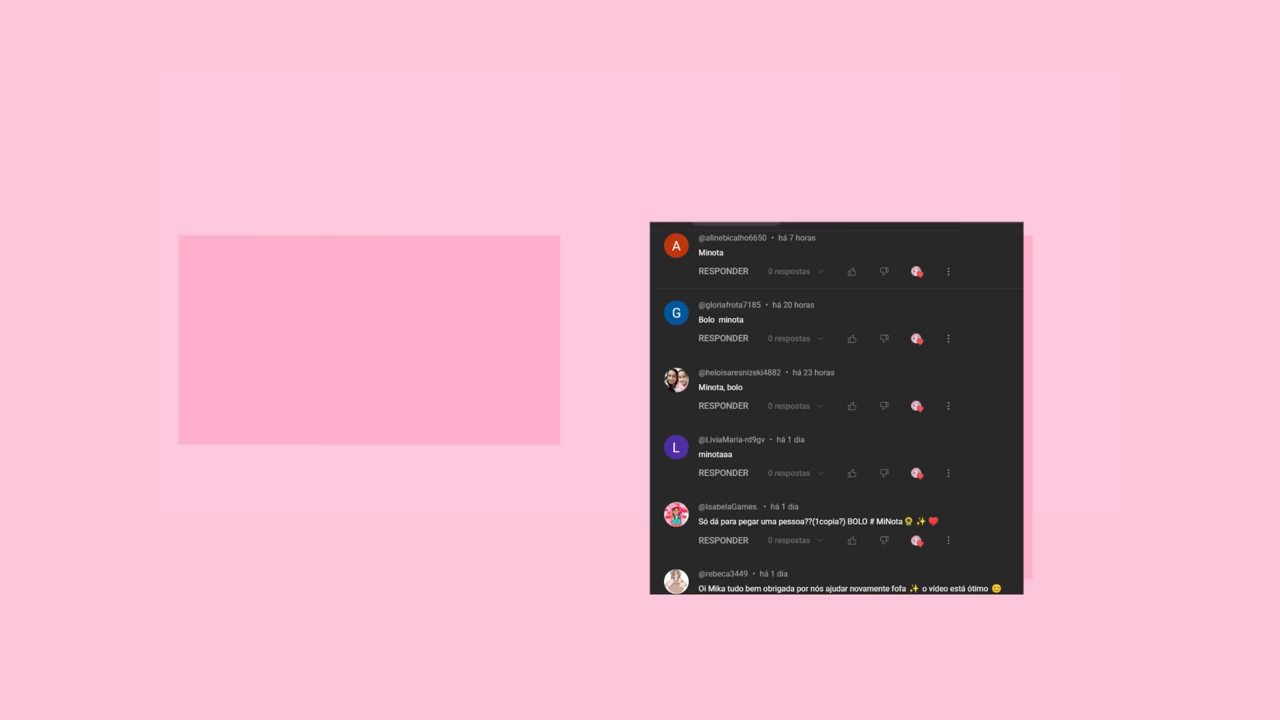 A
@alinebicalho6650 • há 7 horas
Minota
RESPONDER 0 respostas
G
@gloriafrota7185 • há 20 horas
Bolo minota
RESPONDER 0 respostas
@heloisaresnizeki4882 • há 23 horas
Minota, bolo
RESPONDER 0 respostas
L
@LiviaMaria-rd9gv • há 1 dia
minotaaa
RESPONDER 0 respostas
@IsabelaGames. • há 1 dia
Só dá para pegar uma pessoa??(1copia?) BOLO # MiNota 🌻 ✨ ❤️
RESPONDER 0 respostas
@rebeca3449 • há 1 dia
Oi Mika tudo bem obrigada por nós ajudar novamente fofa ✨ o vídeo está ótimo 😊